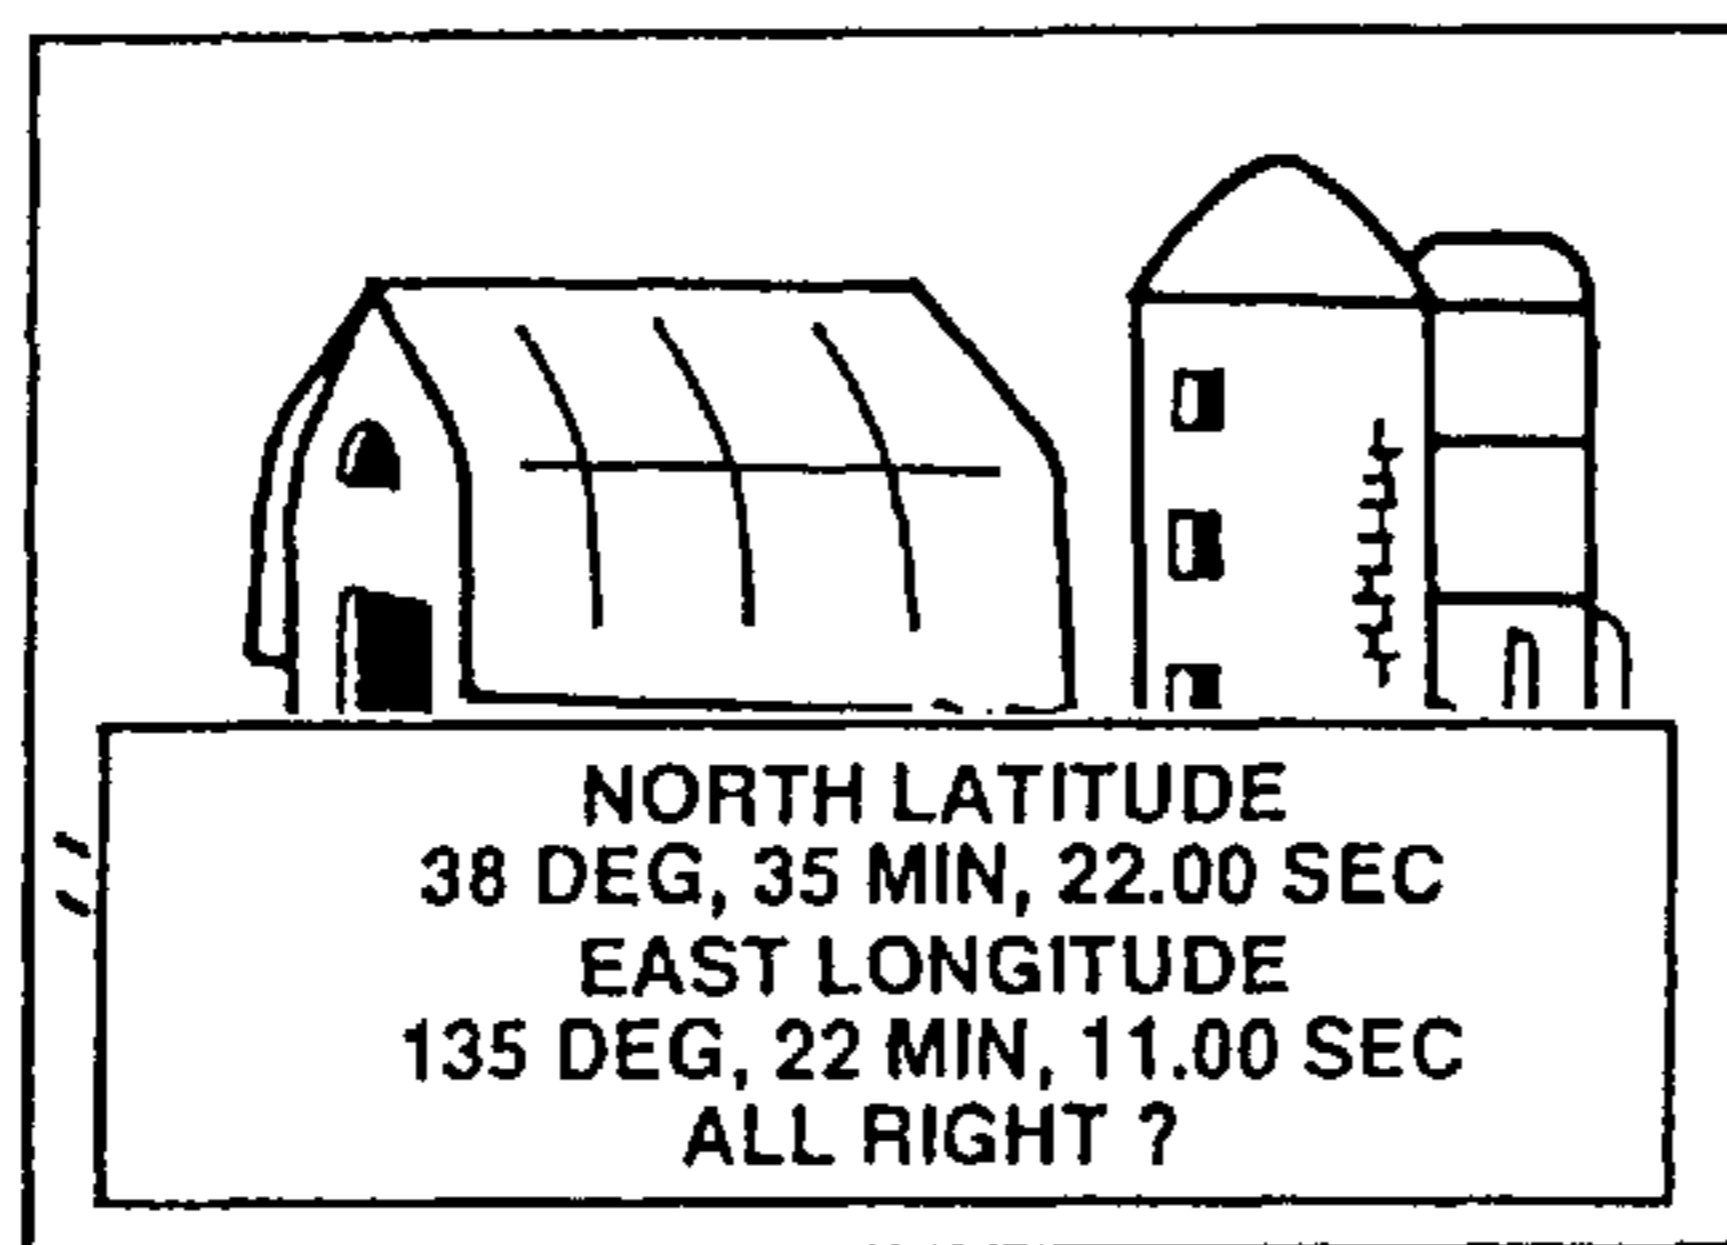 NORTH LATITUDE
38 DEG, 35 MIN, 22.00 SEC
EAST LONGITUDE
135 DEG, 22 MIN, 11.00 SEC
ALL RIGHT ?